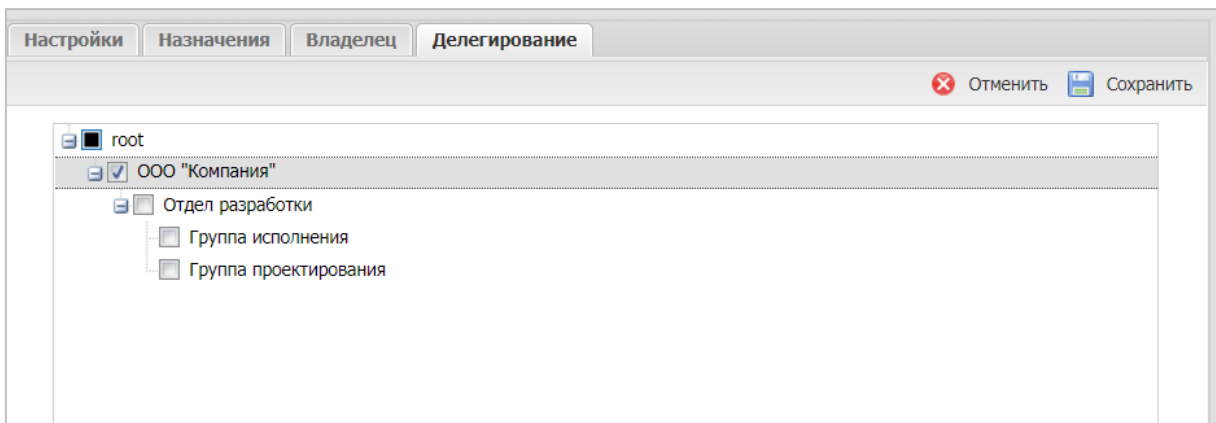 Настройки Назначения Владелец Делегирование
Отменить Сохранить
root
ООО "Компания"
Отдел разработки
Группа исполнения
Группа проектирования